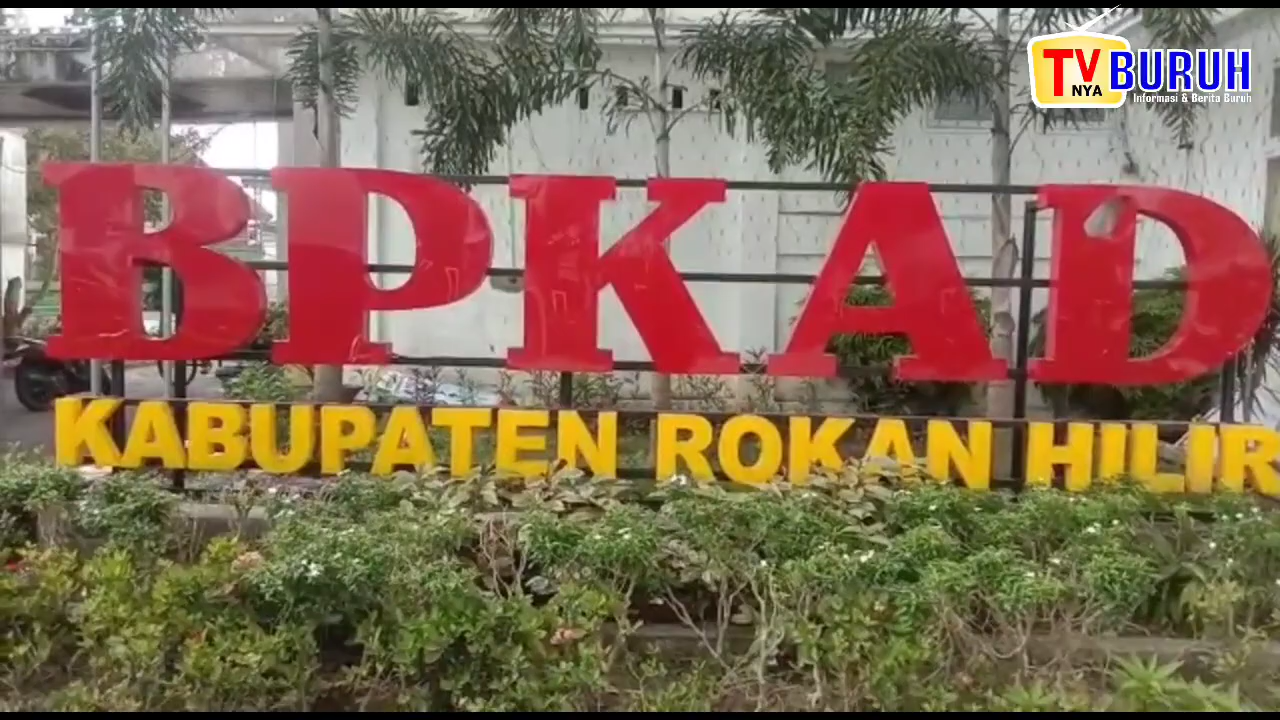 TV NYA BURUH
Informasi & Berita Buruh
BPKAD
KABUPATEN ROKAN HILIR